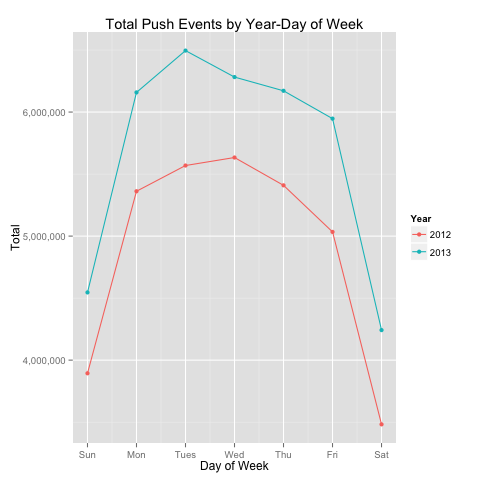 Total Push Events by Year-Day of Week
6,000,000
5,000,000
4,000,000
Total
Sun Mon Tues Wed Thu Fri Sat
Day of Week
Year
2012
2013